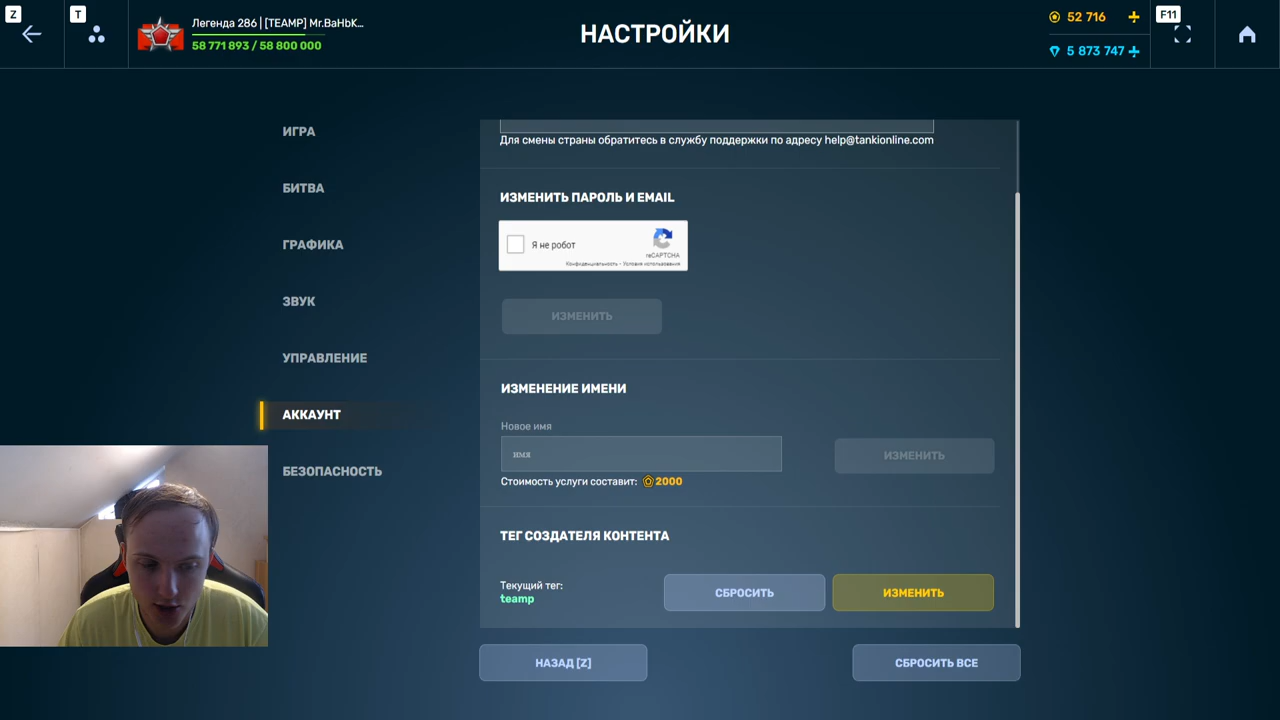 Z
T
Легенда 286 | [TEAMP] Mr.BaHbK...
58 771 893 / 58 800 000
НАСТРОЙКИ
52 716
5 873 747
F11
ИГРА
БИТВА
ГРАФИКА
ЗВУК
УПРАВЛЕНИЕ
АККАУНТ
БЕЗОПАСНОСТЬ
Для смены страны обратитесь в службу поддержки по адресу help@tankionline.com
ИЗМЕНИТЬ ПАРОЛЬ И EMAIL
Я не робот
reCAPTCHA
Конфиденциальность - Условия использования
ИЗМЕНИТЬ
ИЗМЕНЕНИЕ ИМЕНИ
Новое имя
имя
ИЗМЕНИТЬ
Стоимость услуги составит: 2000
ТЕГ СОЗДАТЕЛЯ КОНТЕНТА
Текущий тег:
teamp
СБРОСИТЬ
ИЗМЕНИТЬ
НАЗАД [Z]
СБРОСИТЬ ВСЕ